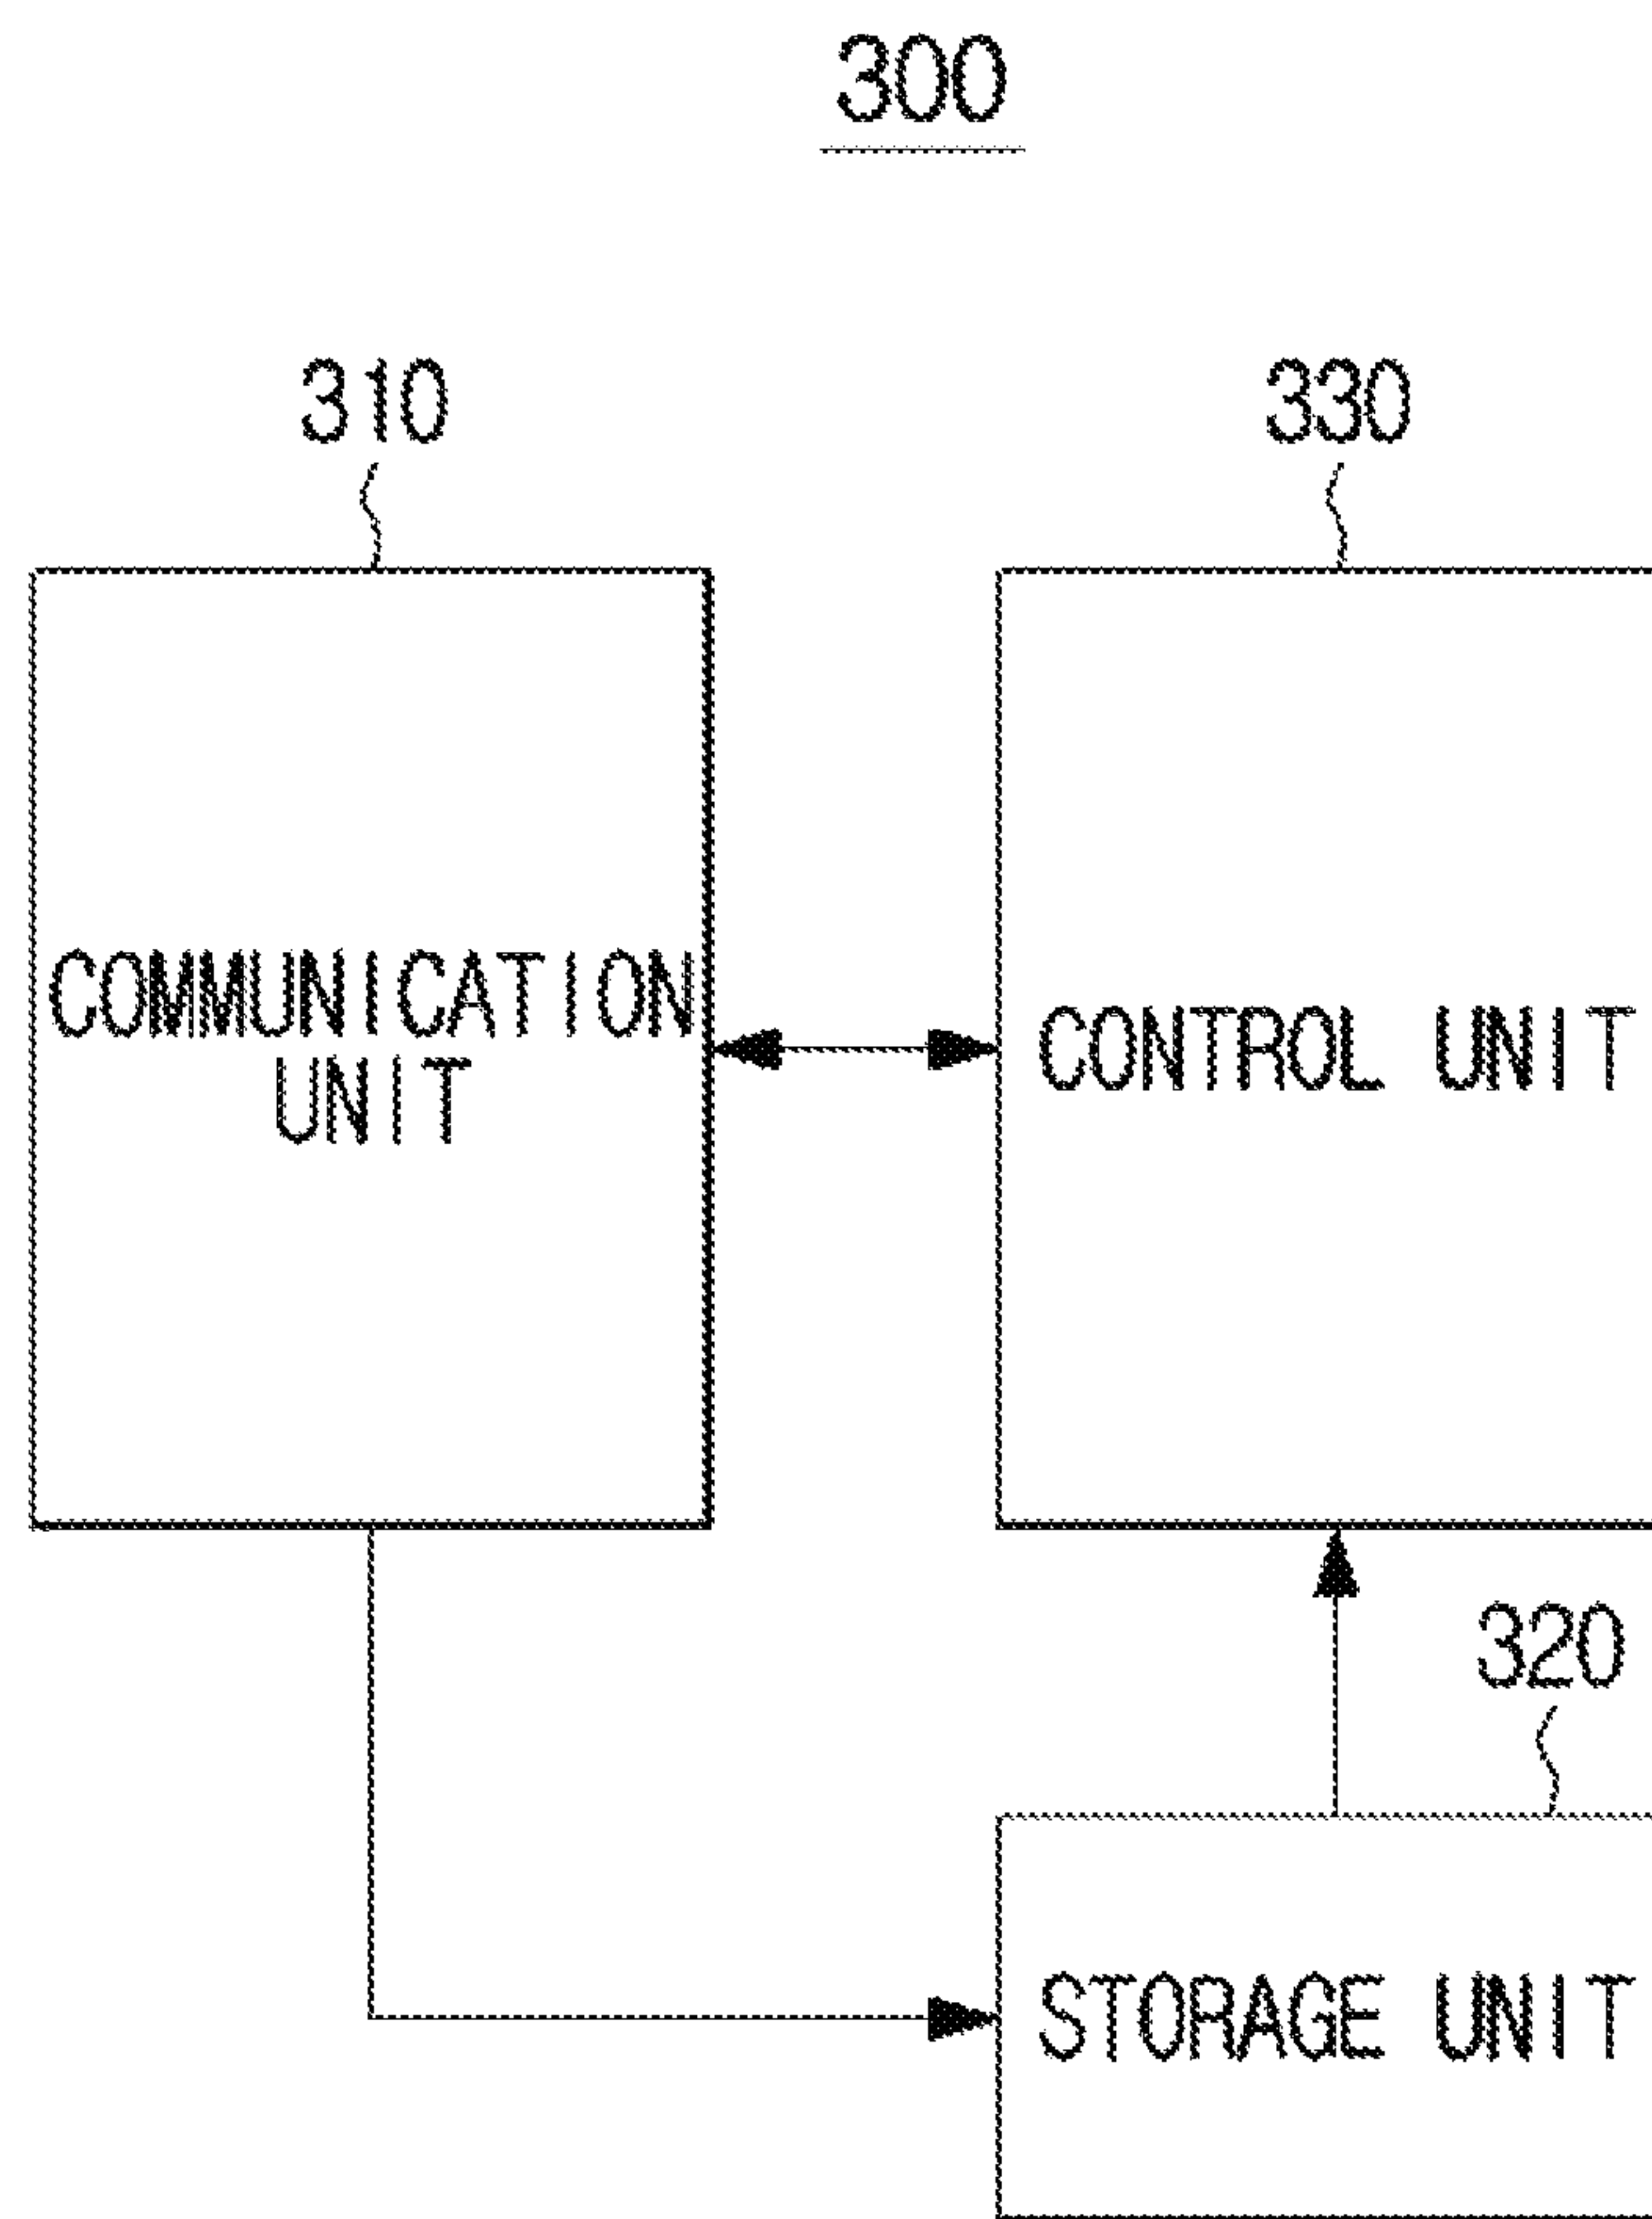 300
310
330
COMMUNICATION
UNIT
CONTROL UNIT
320
STORAGE UNIT